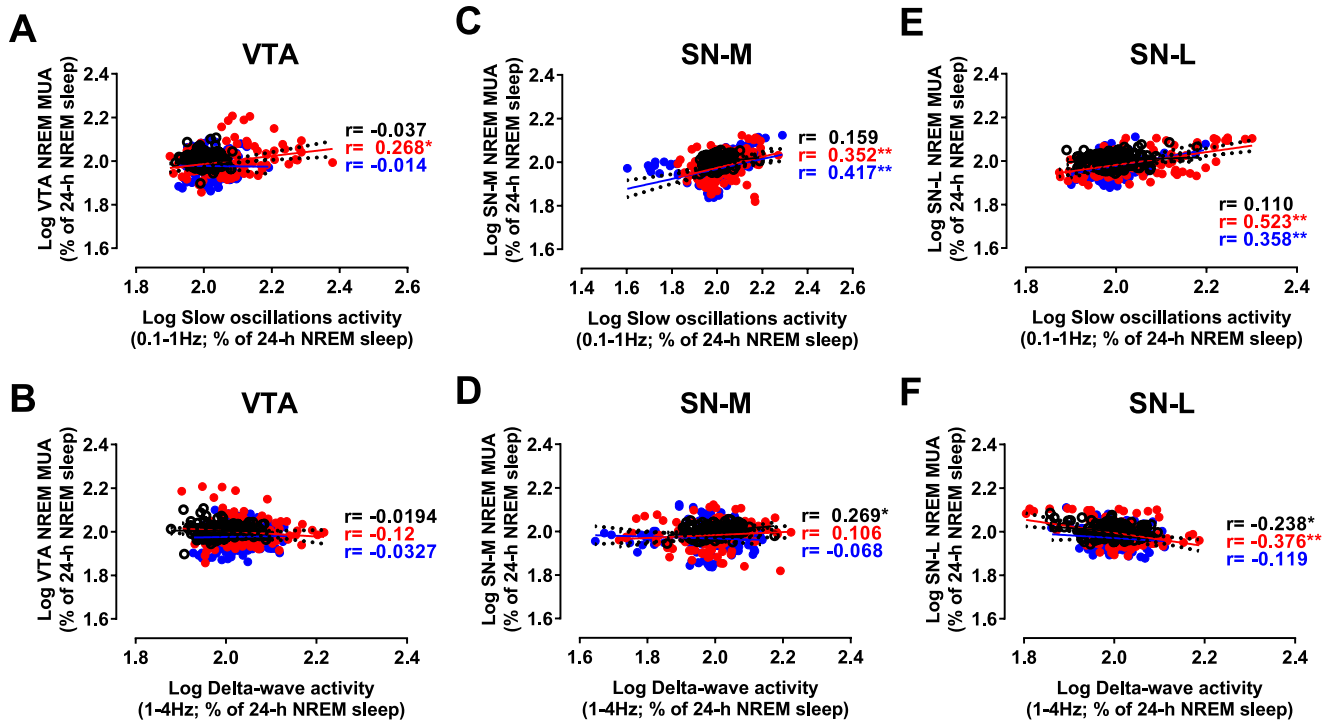 A
VTA
Log VTA NREM MUA
(% of 24-h NREM sleep)
2.4
2.2
2.0
1.8
1.6
r= -0.037
r= 0.268*
r= -0.014
1.8 2.0 2.2 2.4 2.6
Log Slow oscillations activity
(0.1-1Hz; % of 24-h NREM sleep)
C
SN-M
Log SN-M NREM MUA
(% of 24-h NREM sleep)
2.4
2.2
2.0
1.8
1.6
r= 0.159
r= 0.352**
r= 0.417**
1.4 1.6 1.8 2.0 2.2 2.4 2.6
Log Slow oscillations activity
(0.1-1Hz; % of 24-h NREM sleep)
E
SN-L
Log SN-L NREM MUA
(% of 24-h NREM sleep)
2.4
2.2
2.0
1.8
1.6
r= 0.110
r= 0.523**
r= 0.358**
1.8 2.0 2.2 2.4
Log Slow oscillations activity
(0.1-1Hz; % of 24-h NREM sleep)
B
VTA
Log VTA NREM MUA
(% of 24-h NREM sleep)
2.4
2.2
2.0
1.8
1.6
r= -0.0194
r= -0.12
r= -0.0327
1.8 2.0 2.2 2.4
Log Delta-wave activity
(1-4Hz; % of 24-h NREM sleep)
D
SN-M
Log SN-M NREM MUA
(% of 24-h NREM sleep)
2.4
2.2
2.0
1.8
1.6
r= 0.269*
r= 0.106
r= -0.068
1.6 1.8 2.0 2.2 2.4
Log Delta-wave activity
(1-4Hz; % of 24-h NREM sleep)
F
SN-L
Log SN-L NREM MUA
(% of 24-h NREM sleep)
2.4
2.2
2.0
1.8
1.6
r= -0.238*
r= -0.376**
r= -0.119
1.8 2.0 2.2 2.4
Log Delta-wave activity
(1-4Hz; % of 24-h NREM sleep)